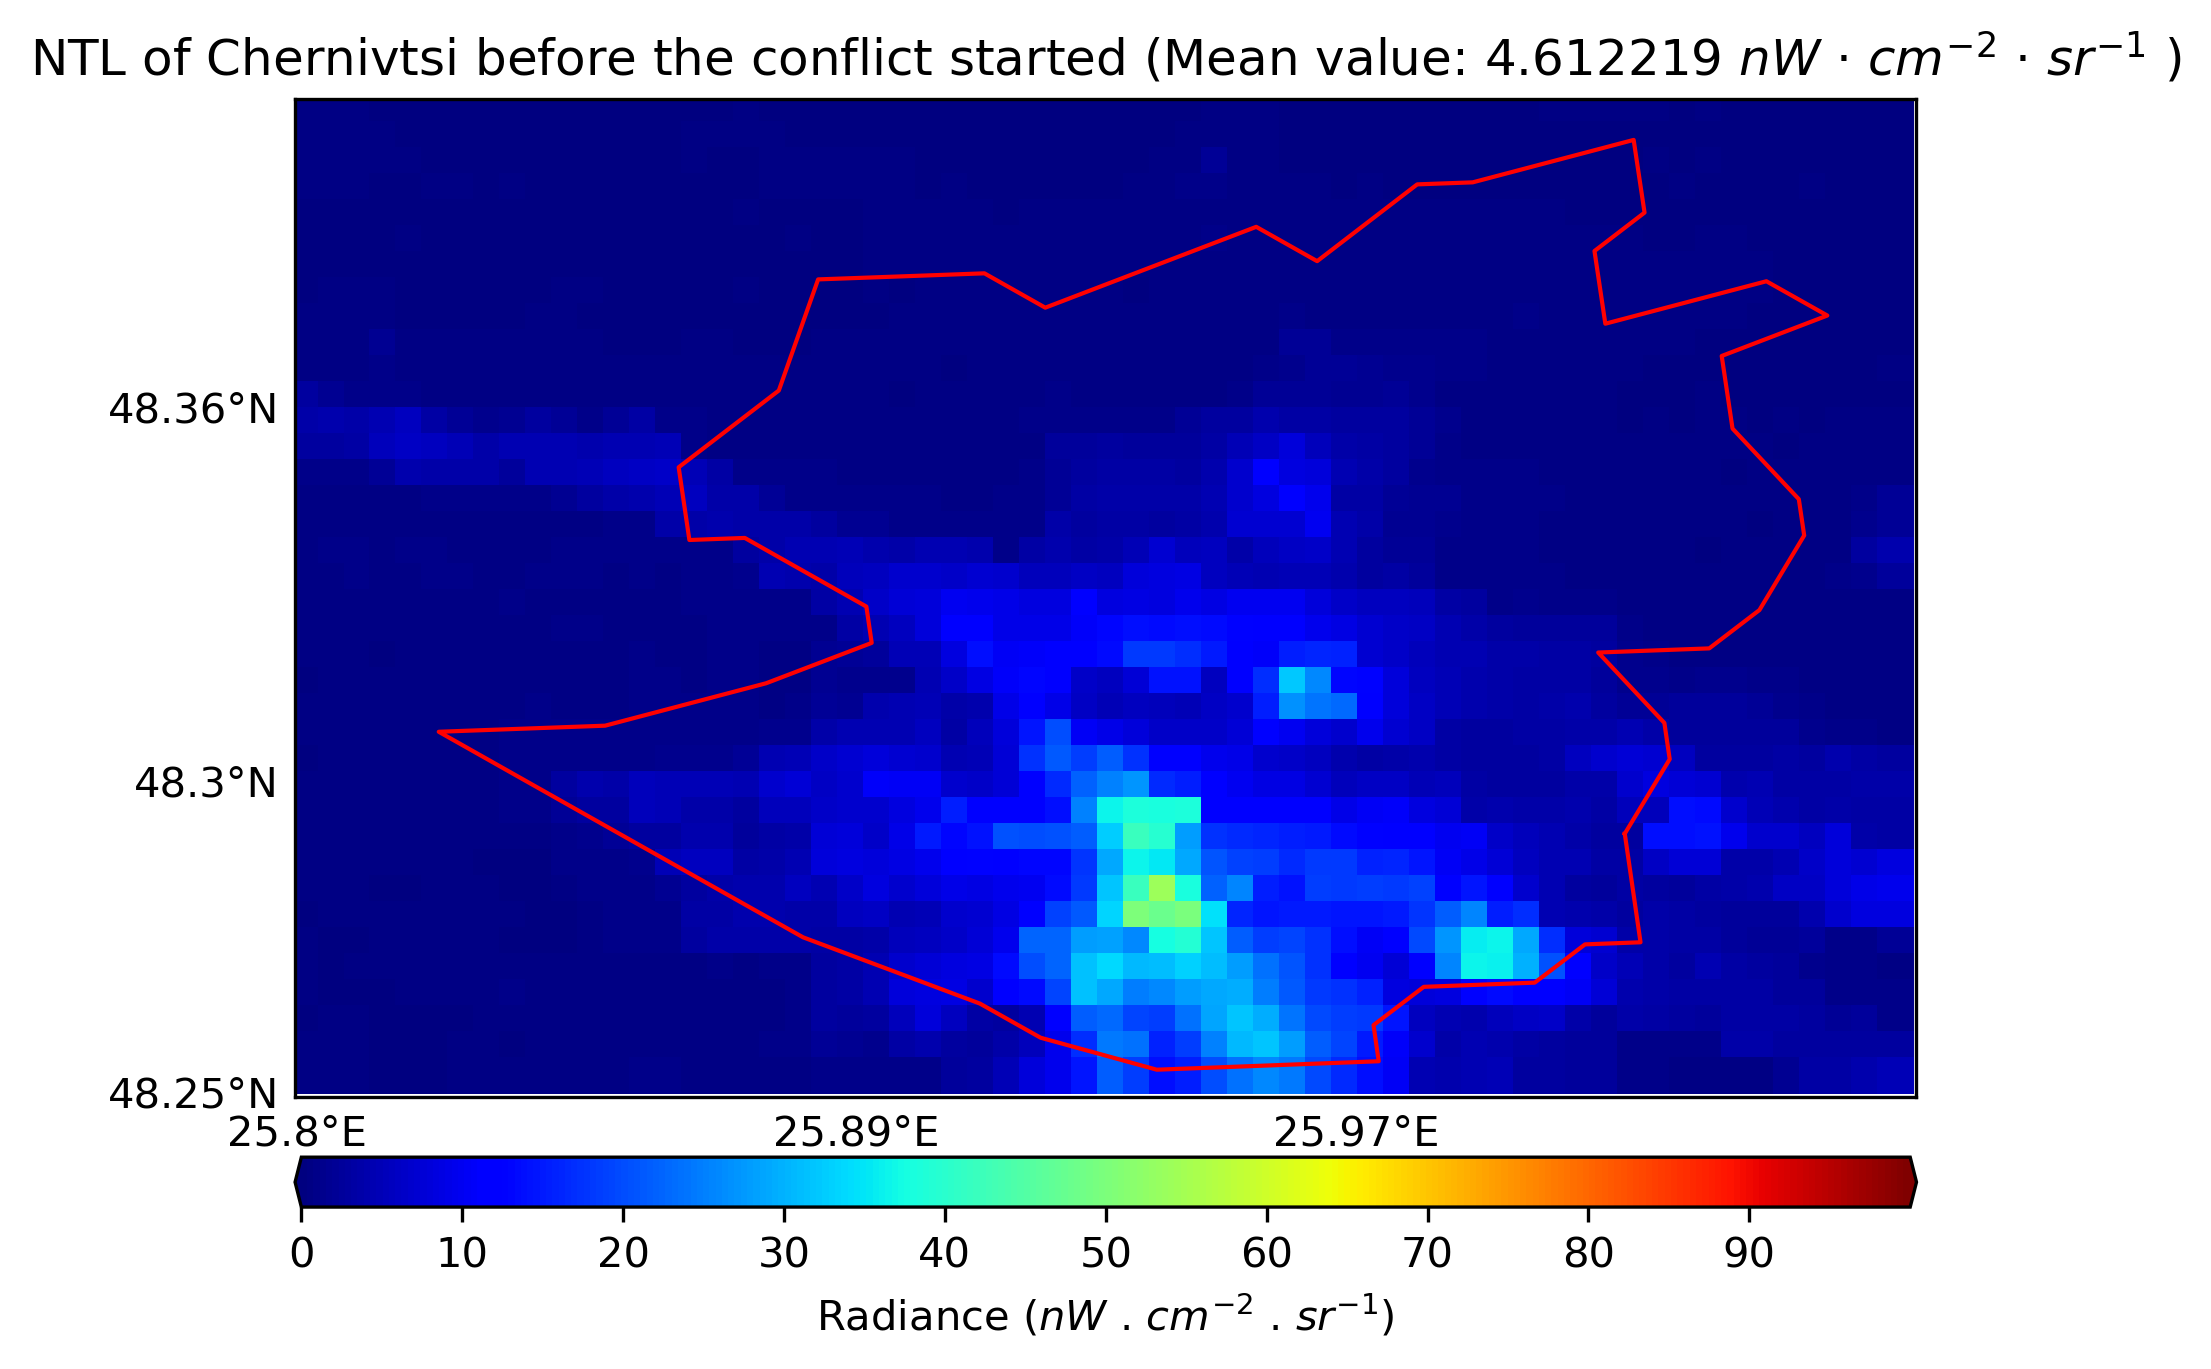 NTL of Chernivtsi before the conflict started (Mean value: 4.612219 nW · cm⁻² · sr⁻¹ )
48.36°N
48.3°N
48.25°N
25.8°E 25.89°E 25.97°E
0 10 20 30 40 50 60 70 80 90
Radiance (nW . cm⁻² . sr⁻¹)